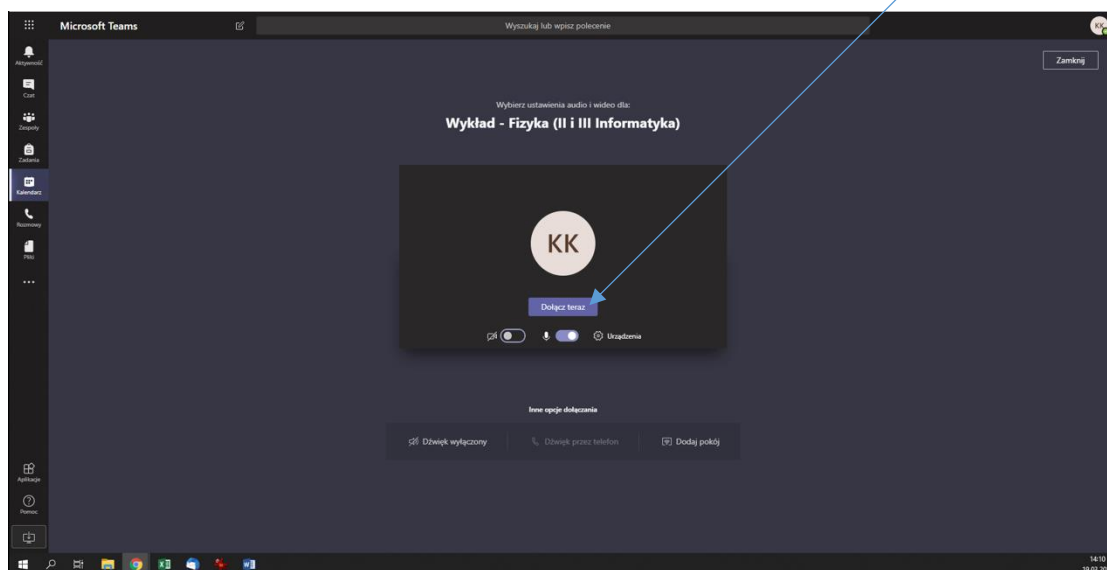 Microsoft Teams
Wyszukaj lub wpisz polecenie
KK
Aktywność
Zamknij
Czat
Wybierz ustawienia audio i wideo dla:
Zespoły
Wykład - Fizyka (II i III Informatyka)
Zadania
Kalendarz
Rozmowy
KK
Pliki
Dołącz teraz
Urządzenia
Inne opcje dołączania
Dźwięk wyłączony
Dźwięk przez telefon
Dodaj pokój
Aplikacje
Pomoc
14:10